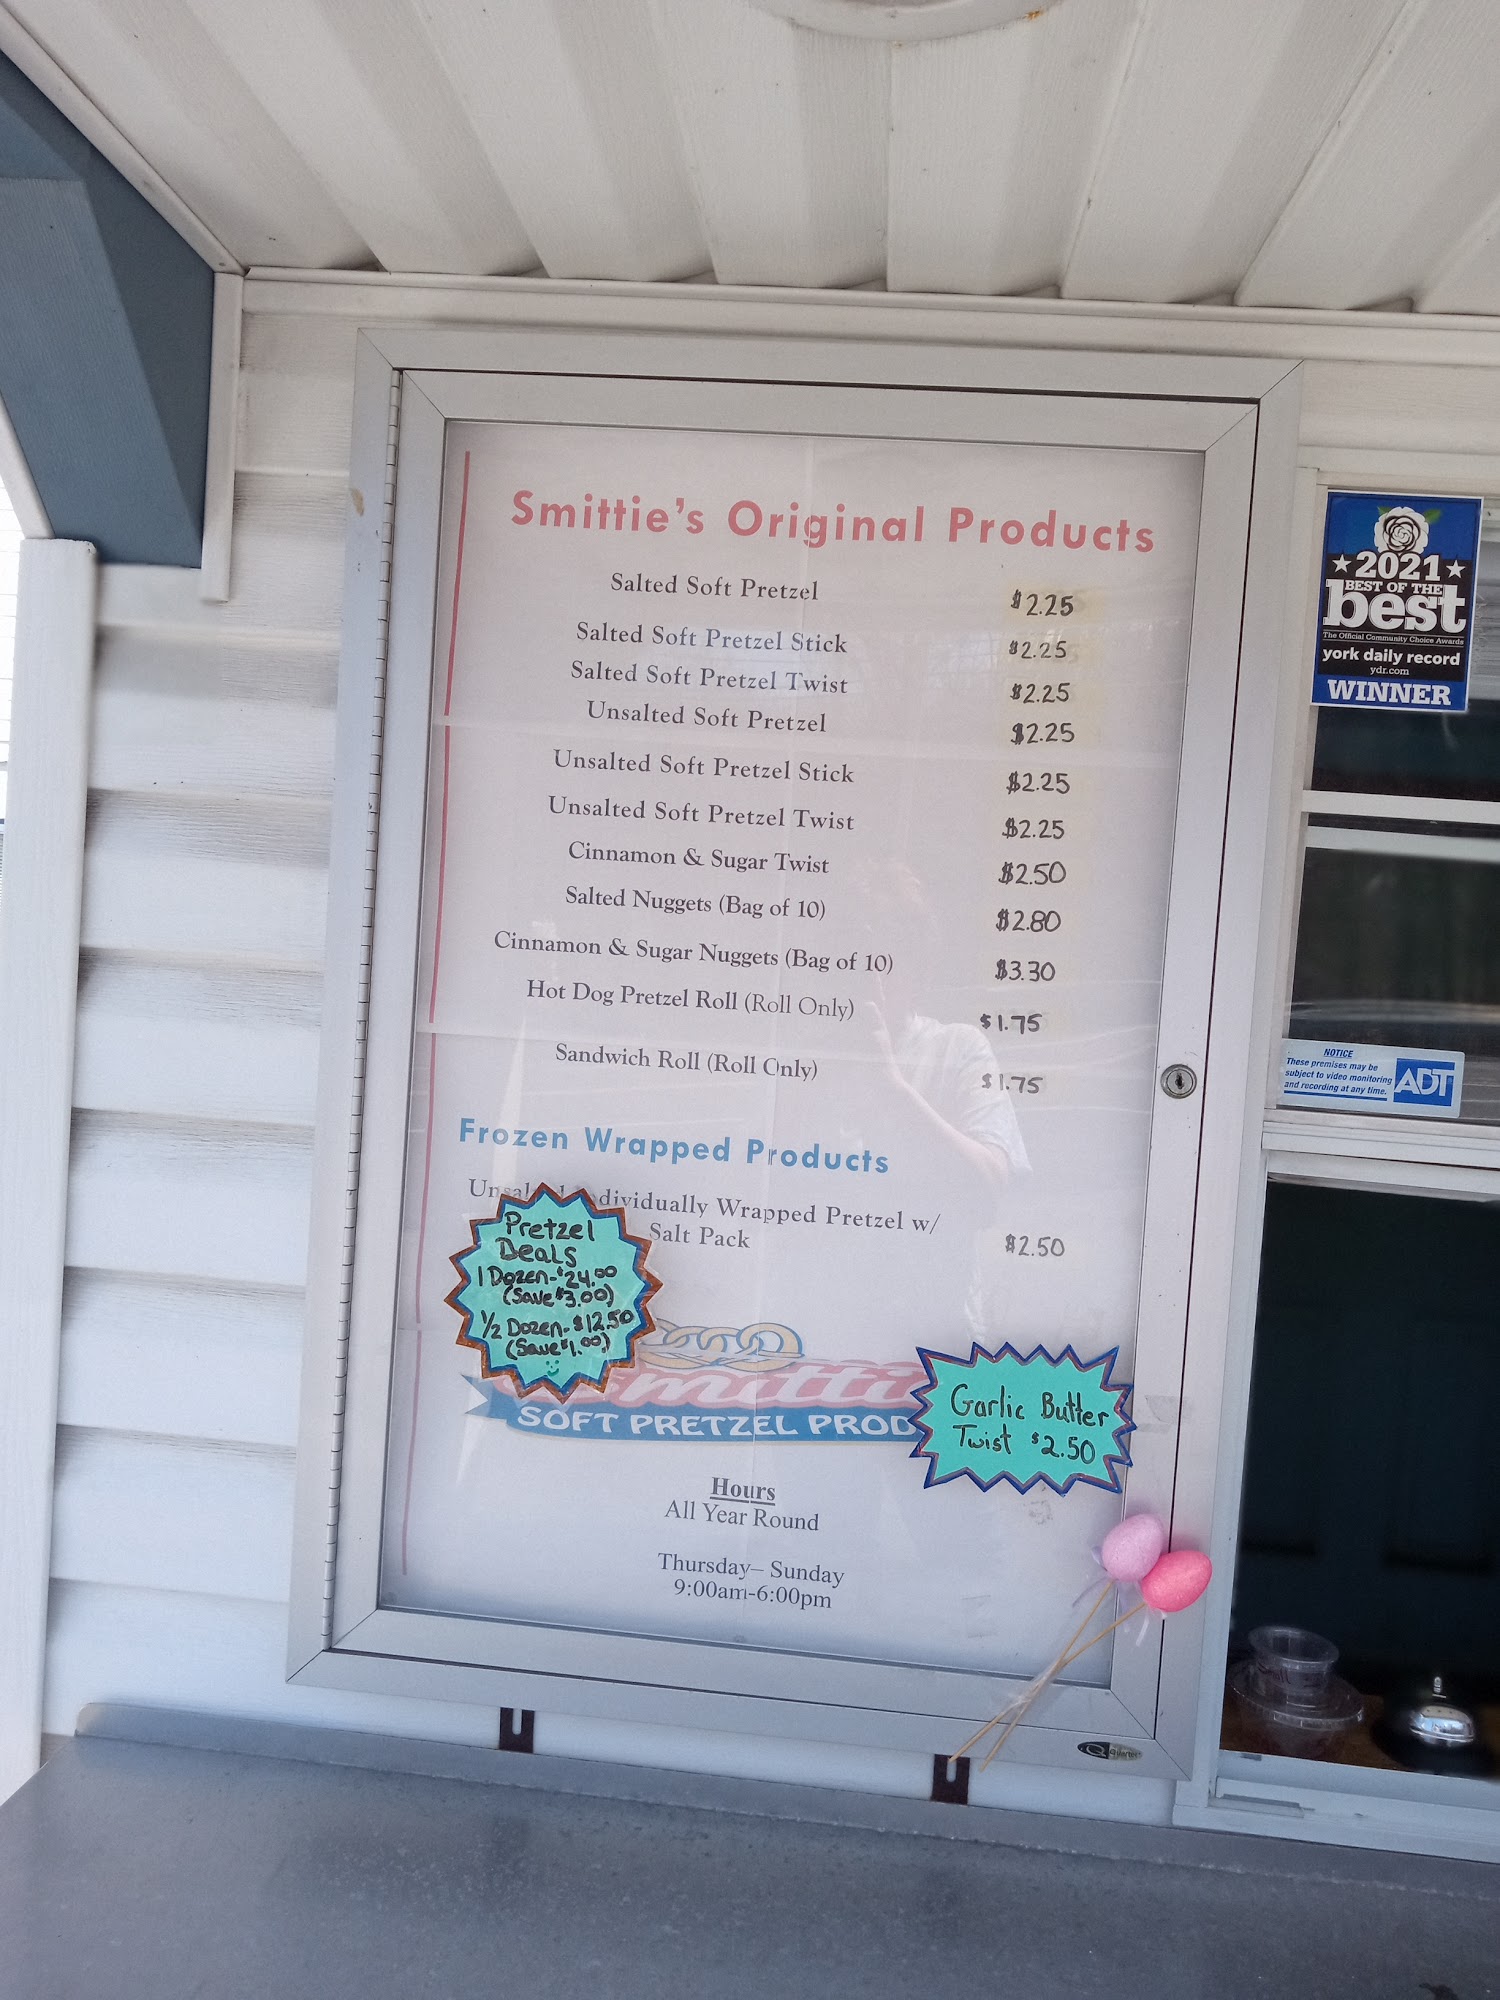 Smittie's Original Products
Salted Soft Pretzel $2.25
Salted Soft Pretzel Stick $2.25
Salted Soft Pretzel Twist $2.25
Unsalted Soft Pretzel $2.25
Unsalted Soft Pretzel Stick $2.25
Unsalted Soft Pretzel Twist $2.25
Cinnamon & Sugar Twist $2.50
Salted Nuggets (Bag of 10) $2.80
Cinnamon & Sugar Nuggets (Bag of 10) $3.30
Hot Dog Pretzel Roll (Roll Only) $1.75
Sandwich Roll (Roll Only) $1.75
Frozen Wrapped Products
Individually Wrapped Pretzel w/
Salt Pack $2.50
Pretzel
Deals
1 Dozen-$24.00
(Save $3.00)
1/2 Dozen-$12.50
(Save $1.00)
SOFT PRETZEL PROD
Garlic Butter
Twist $2.50
Hours
All Year Round
Thursday– Sunday
9:00am-6:00pm
2021
BEST OF THE
best
The Official Community Choice Awards
york daily record
ydr.com
WINNER
NOTICE
These premises may be
subject to video monitoring
and recording at any time.
ADT